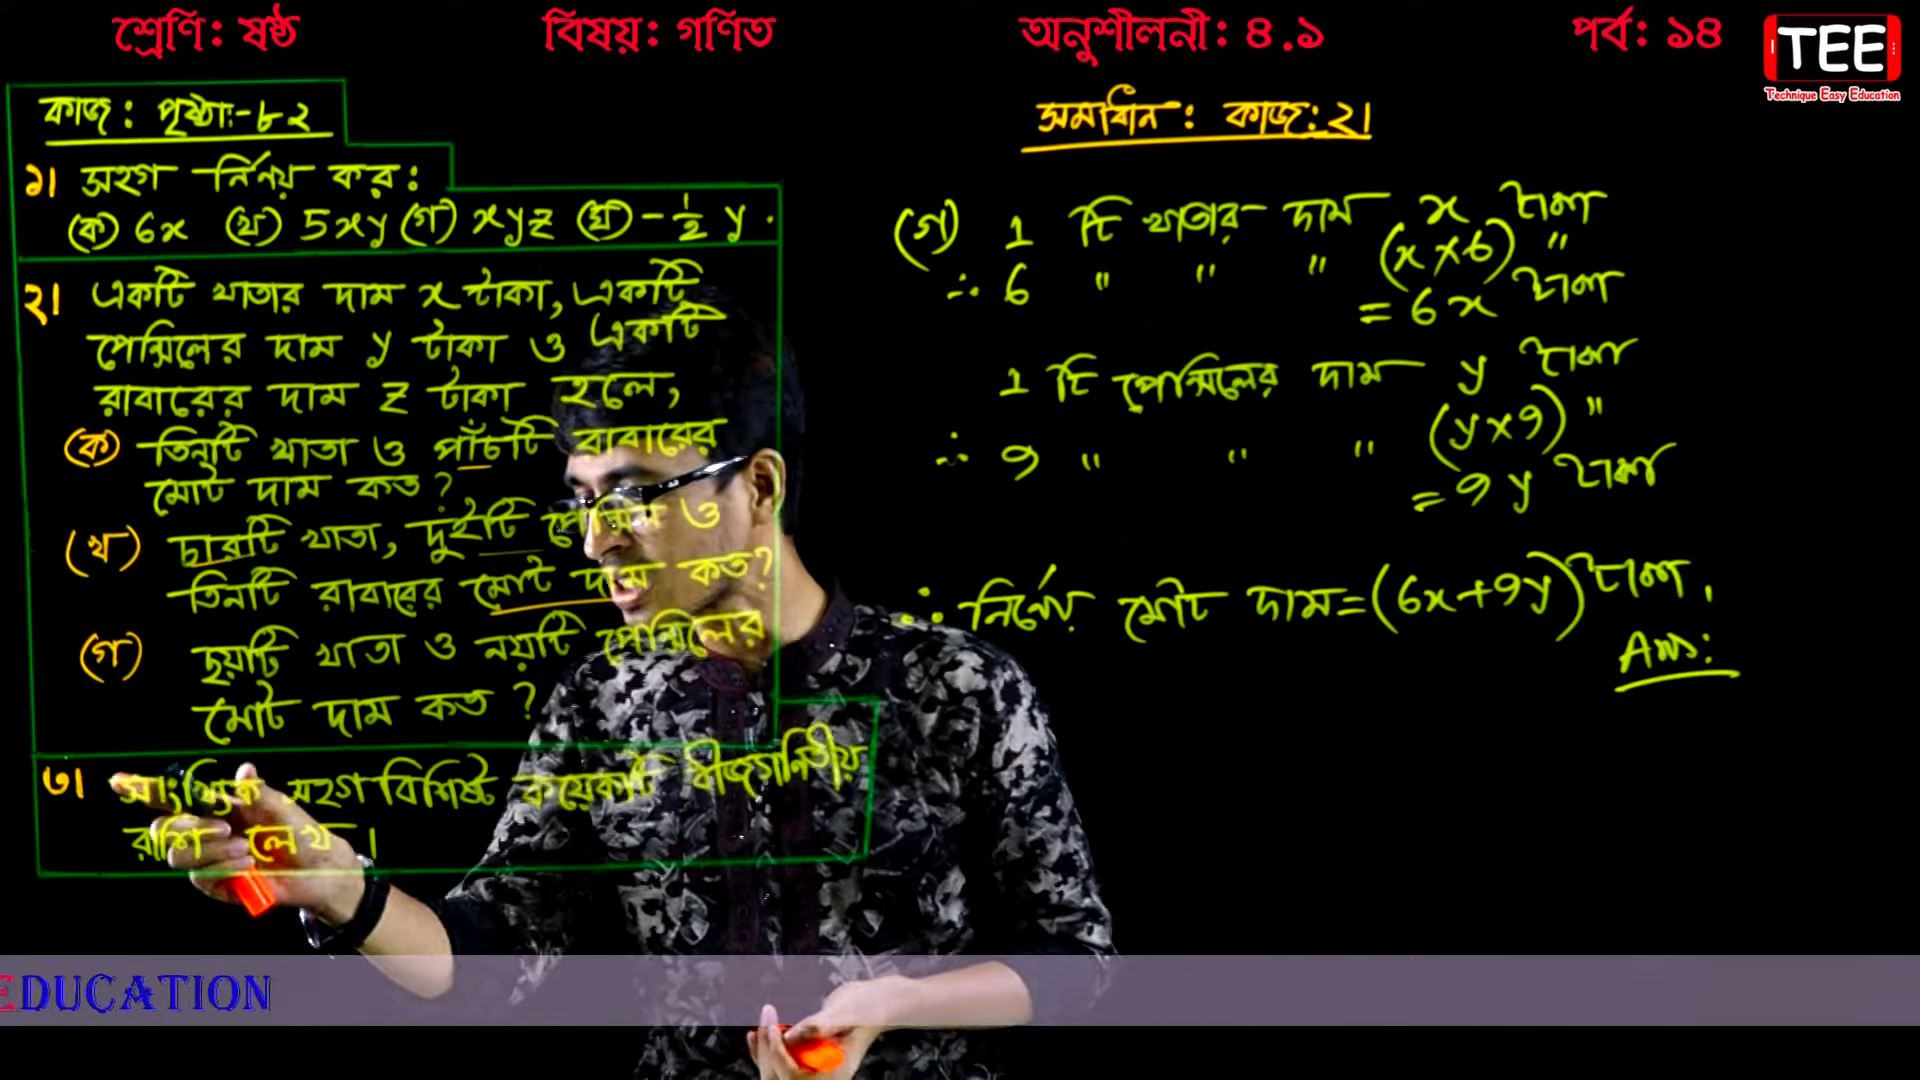 শ্রেণি: ষষ্ঠ
বিষয়: গণিত
অনুশীলনী: ৪.১
পর্ব: ১৪
TEE
Technique Easy Education
কাজ: পৃষ্ঠা:-৮২
১। সহগ নির্ণয় কর:
(ক) 6x (খ) 5xy (গ) xyz (ঘ) -1/2 y.
২। একটি খাতার দাম x টাকা, একটি
পেন্সিলের দাম y টাকা ও একটি
রাবারের দাম z টাকা হলে,
(ক) তিনটি খাতা ও পাঁচটি রাবারের
মোট দাম কত?
(খ) চারটি খাতা, দুইটি পেন্সিল ও
তিনটি রাবারের মোট দাম কত?
(গ) ছয়টি খাতা ও নয়টি পেন্সিলের
মোট দাম কত?
৩। সাংখ্যিক সহগ বিশিষ্ট কয়েকটি বীজগণিতীয়
রাশি লেখ।
সমাধান: কাজ:২।
(গ) 1 টি খাতার দাম x টাকা
∴ 6 " " " (x×6) "
= 6x টাকা
1 টি পেন্সিলের দাম y টাকা
∴ 9 " " " (y×9) "
= 9y টাকা
∴ নির্ণেয় মোট দাম = (6x+9y) টাকা।
Ans:
EDUCATION